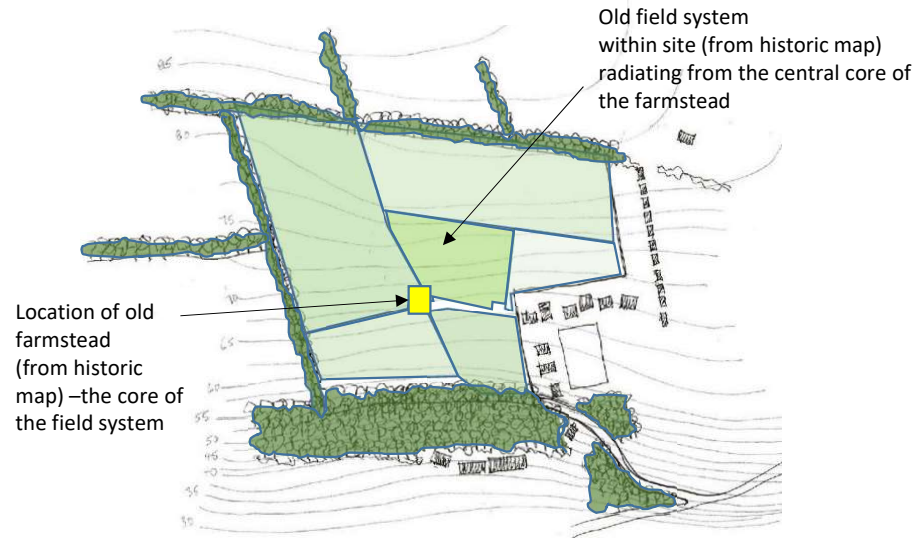 Old field system
within site (from historic map)
radiating from the central core of
the farmstead
85
80
75
70
Location of old
farmstead
(from historic
map) –the core of
the field system
65
60
55
50
45
40
35
30